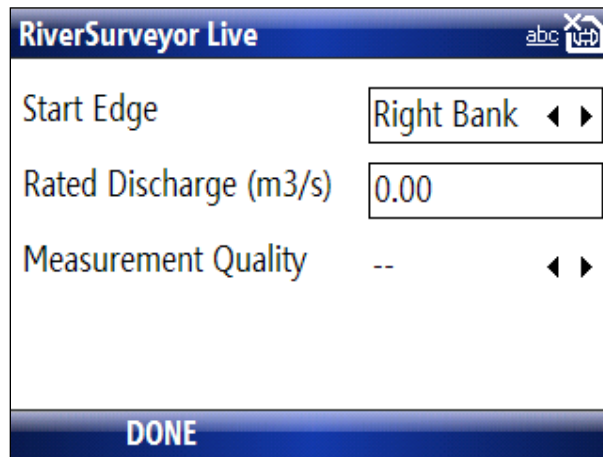 RiverSurveyor Live abc
Start Edge Right Bank
Rated Discharge (m3/s) 0.00
Measurement Quality --
DONE